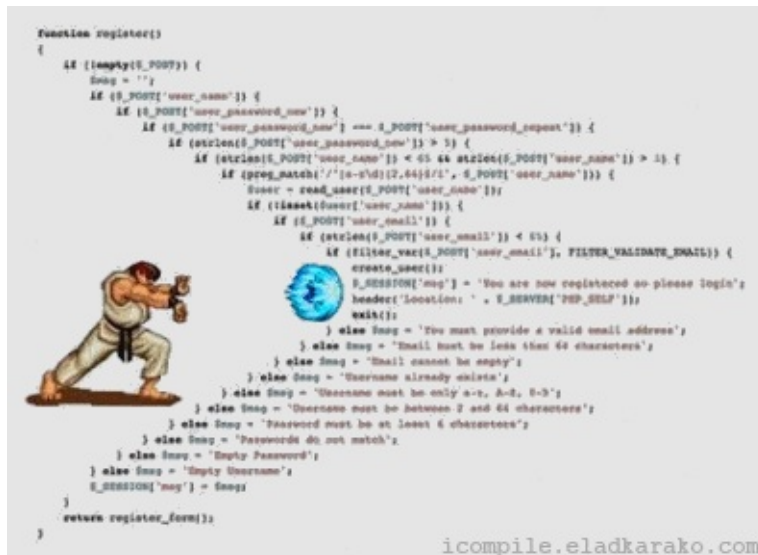 function register()
{
if (!empty($_POST)) {
$msg = '';
if ($_POST['user_name']) {
if ($_POST['user_password_new']) {
if ($_POST['user_password_new'] === $_POST['user_password_repeat']) {
if (strlen($_POST['user_password_new']) > 5) {
if (strlen($_POST['user_name']) < 65 && strlen($_POST['user_name']) > 1) {
if (preg_match('/^[a-z\d]{2,64}$/i', $_POST['user_name'])) {
$user = read_user($_POST['user_name']);
if (!isset($user['user_name'])) {
if ($_POST['user_email']) {
if (strlen($_POST['user_email']) < 65) {
if (filter_var($_POST['user_email'], FILTER_VALIDATE_EMAIL)) {
create_user();
$_SESSION['msg'] = 'You are now registered so please login';
header('Location: ' . $_SERVER['PHP_SELF']);
exit();
} else $msg = 'You must provide a valid email address';
} else $msg = 'Email must be less than 64 characters';
} else $msg = 'Email cannot be empty';
} else $msg = 'Username already exists';
} else $msg = 'Username must be only a-z, A-Z, 0-9';
} else $msg = 'Username must be between 2 and 64 characters';
} else $msg = 'Password must be at least 6 characters';
} else $msg = 'Passwords do not match';
} else $msg = 'Empty Password';
} else $msg = 'Empty Username';
$_SESSION['msg'] = $msg;
}
return register_form();
}
icompile.eladkarako.com